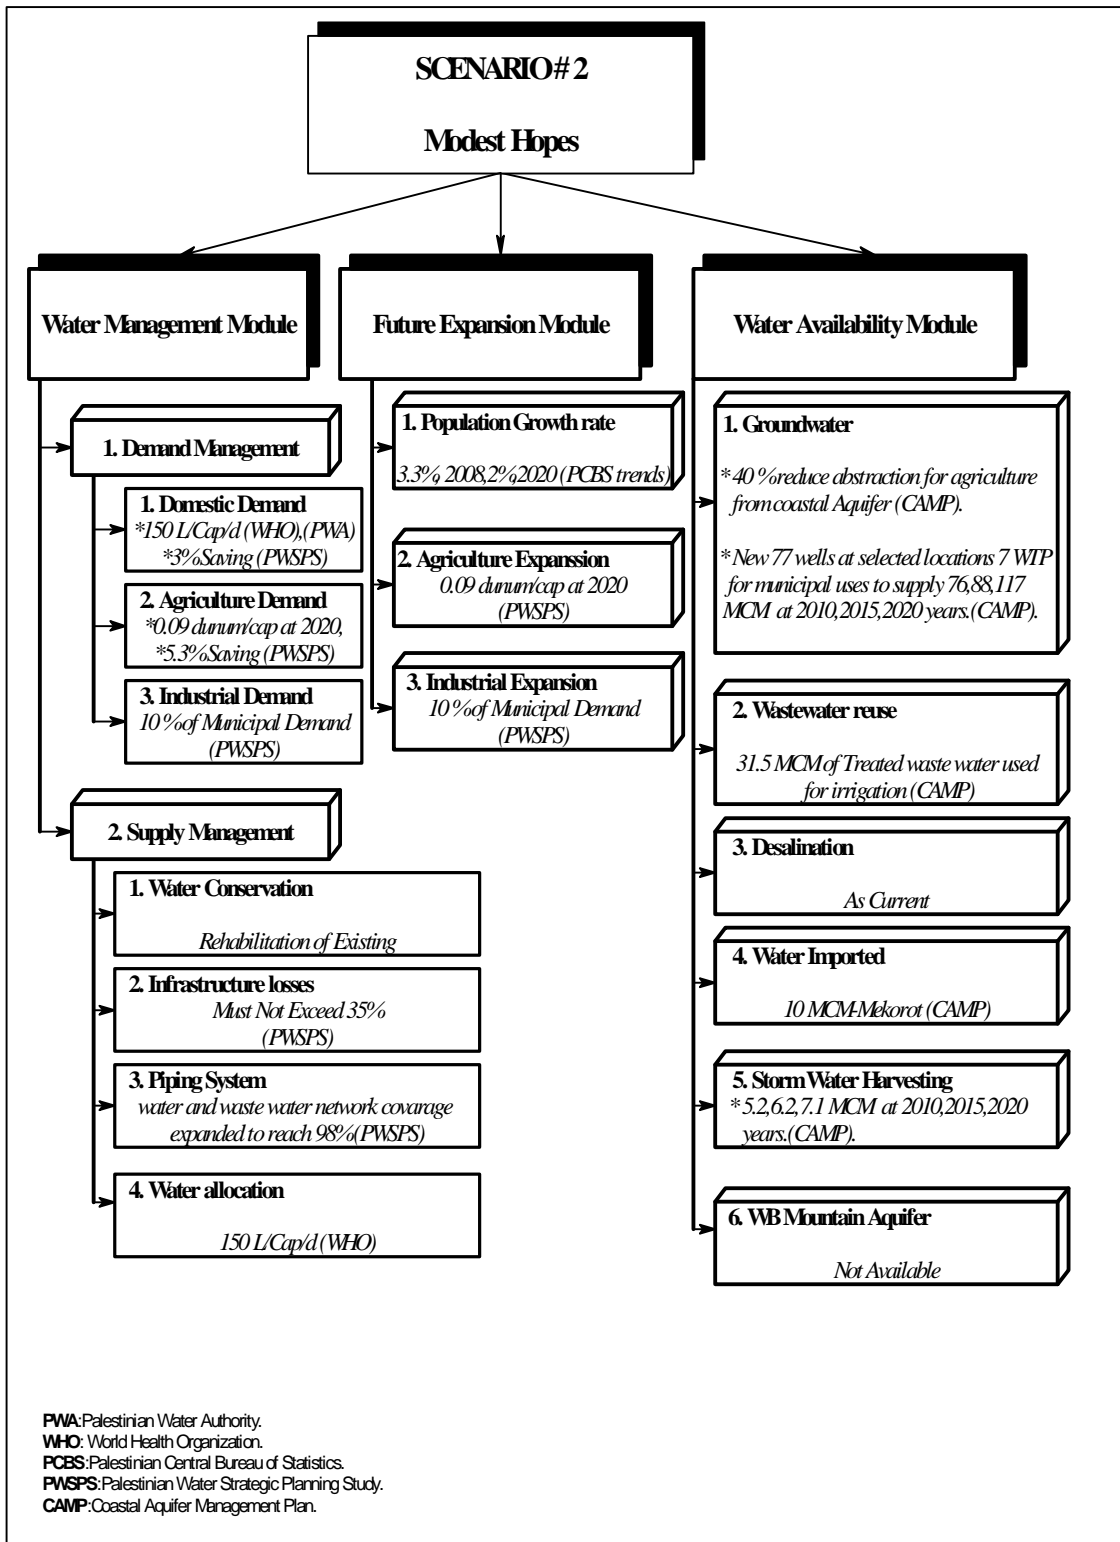 SCENARIO # 2
Modest Hopes
Water Management Module
Future Expansion Module
Water Availability Module
1. Demand Management
1. Domestic Demand
*150 L/Cap/d (WHO),(PWA)
*3% Saving (PWSPS)
2. Agriculture Demand
*0.09 dunum/cap at 2020,
*5.3% Saving (PWSPS)
3. Industrial Demand
10 % of Municipal Demand
(PWSPS)
2. Supply Management
1. Water Conservation
Rehabilitation of Existing
2. Infrastructure losses
Must Not Exceed 35%
(PWSPS)
3. Piping System
water and waste water network covarage
expanded to reach 98% (PWSPS)
4. Water allocation
150 L/Cap/d (WHO)
1. Population Growth rate
3.3%, 2008,2%,2020 (PCBS trends)
2. Agriculture Expanssion
0.09 dunum/cap at 2020
(PWSPS)
3. Industrial Expansion
10 % of Municipal Demand
(PWSPS)
1. Groundwater
* 40 % reduce abstraction for agriculture
from coastal Aquifer (CAMP).
* New 77 wells at selected locations 7 WTP
for municipal uses to supply 76,88,117
MCM at 2010,2015,2020 years.(CAMP).
2. Wastewater reuse
31.5 MCM of Treated waste water used
for irrigation (CAMP)
3. Desalination
As Current
4. Water Imported
10 MCM-Mekorot (CAMP)
5. Storm Water Harvesting
* 5.2,6.2,7.1 MCM at 2010,2015,2020
years.(CAMP).
6. WB Mountain Aquifer
Not Available
PWA:Palestinian Water Authority.
WHO: World Health Organization.
PCBS:Palestinian Central Bureau of Statistics.
PWSPS:Palestinian Water Strategic Planning Study.
CAMP:Coastal Aquifer Management Plan.